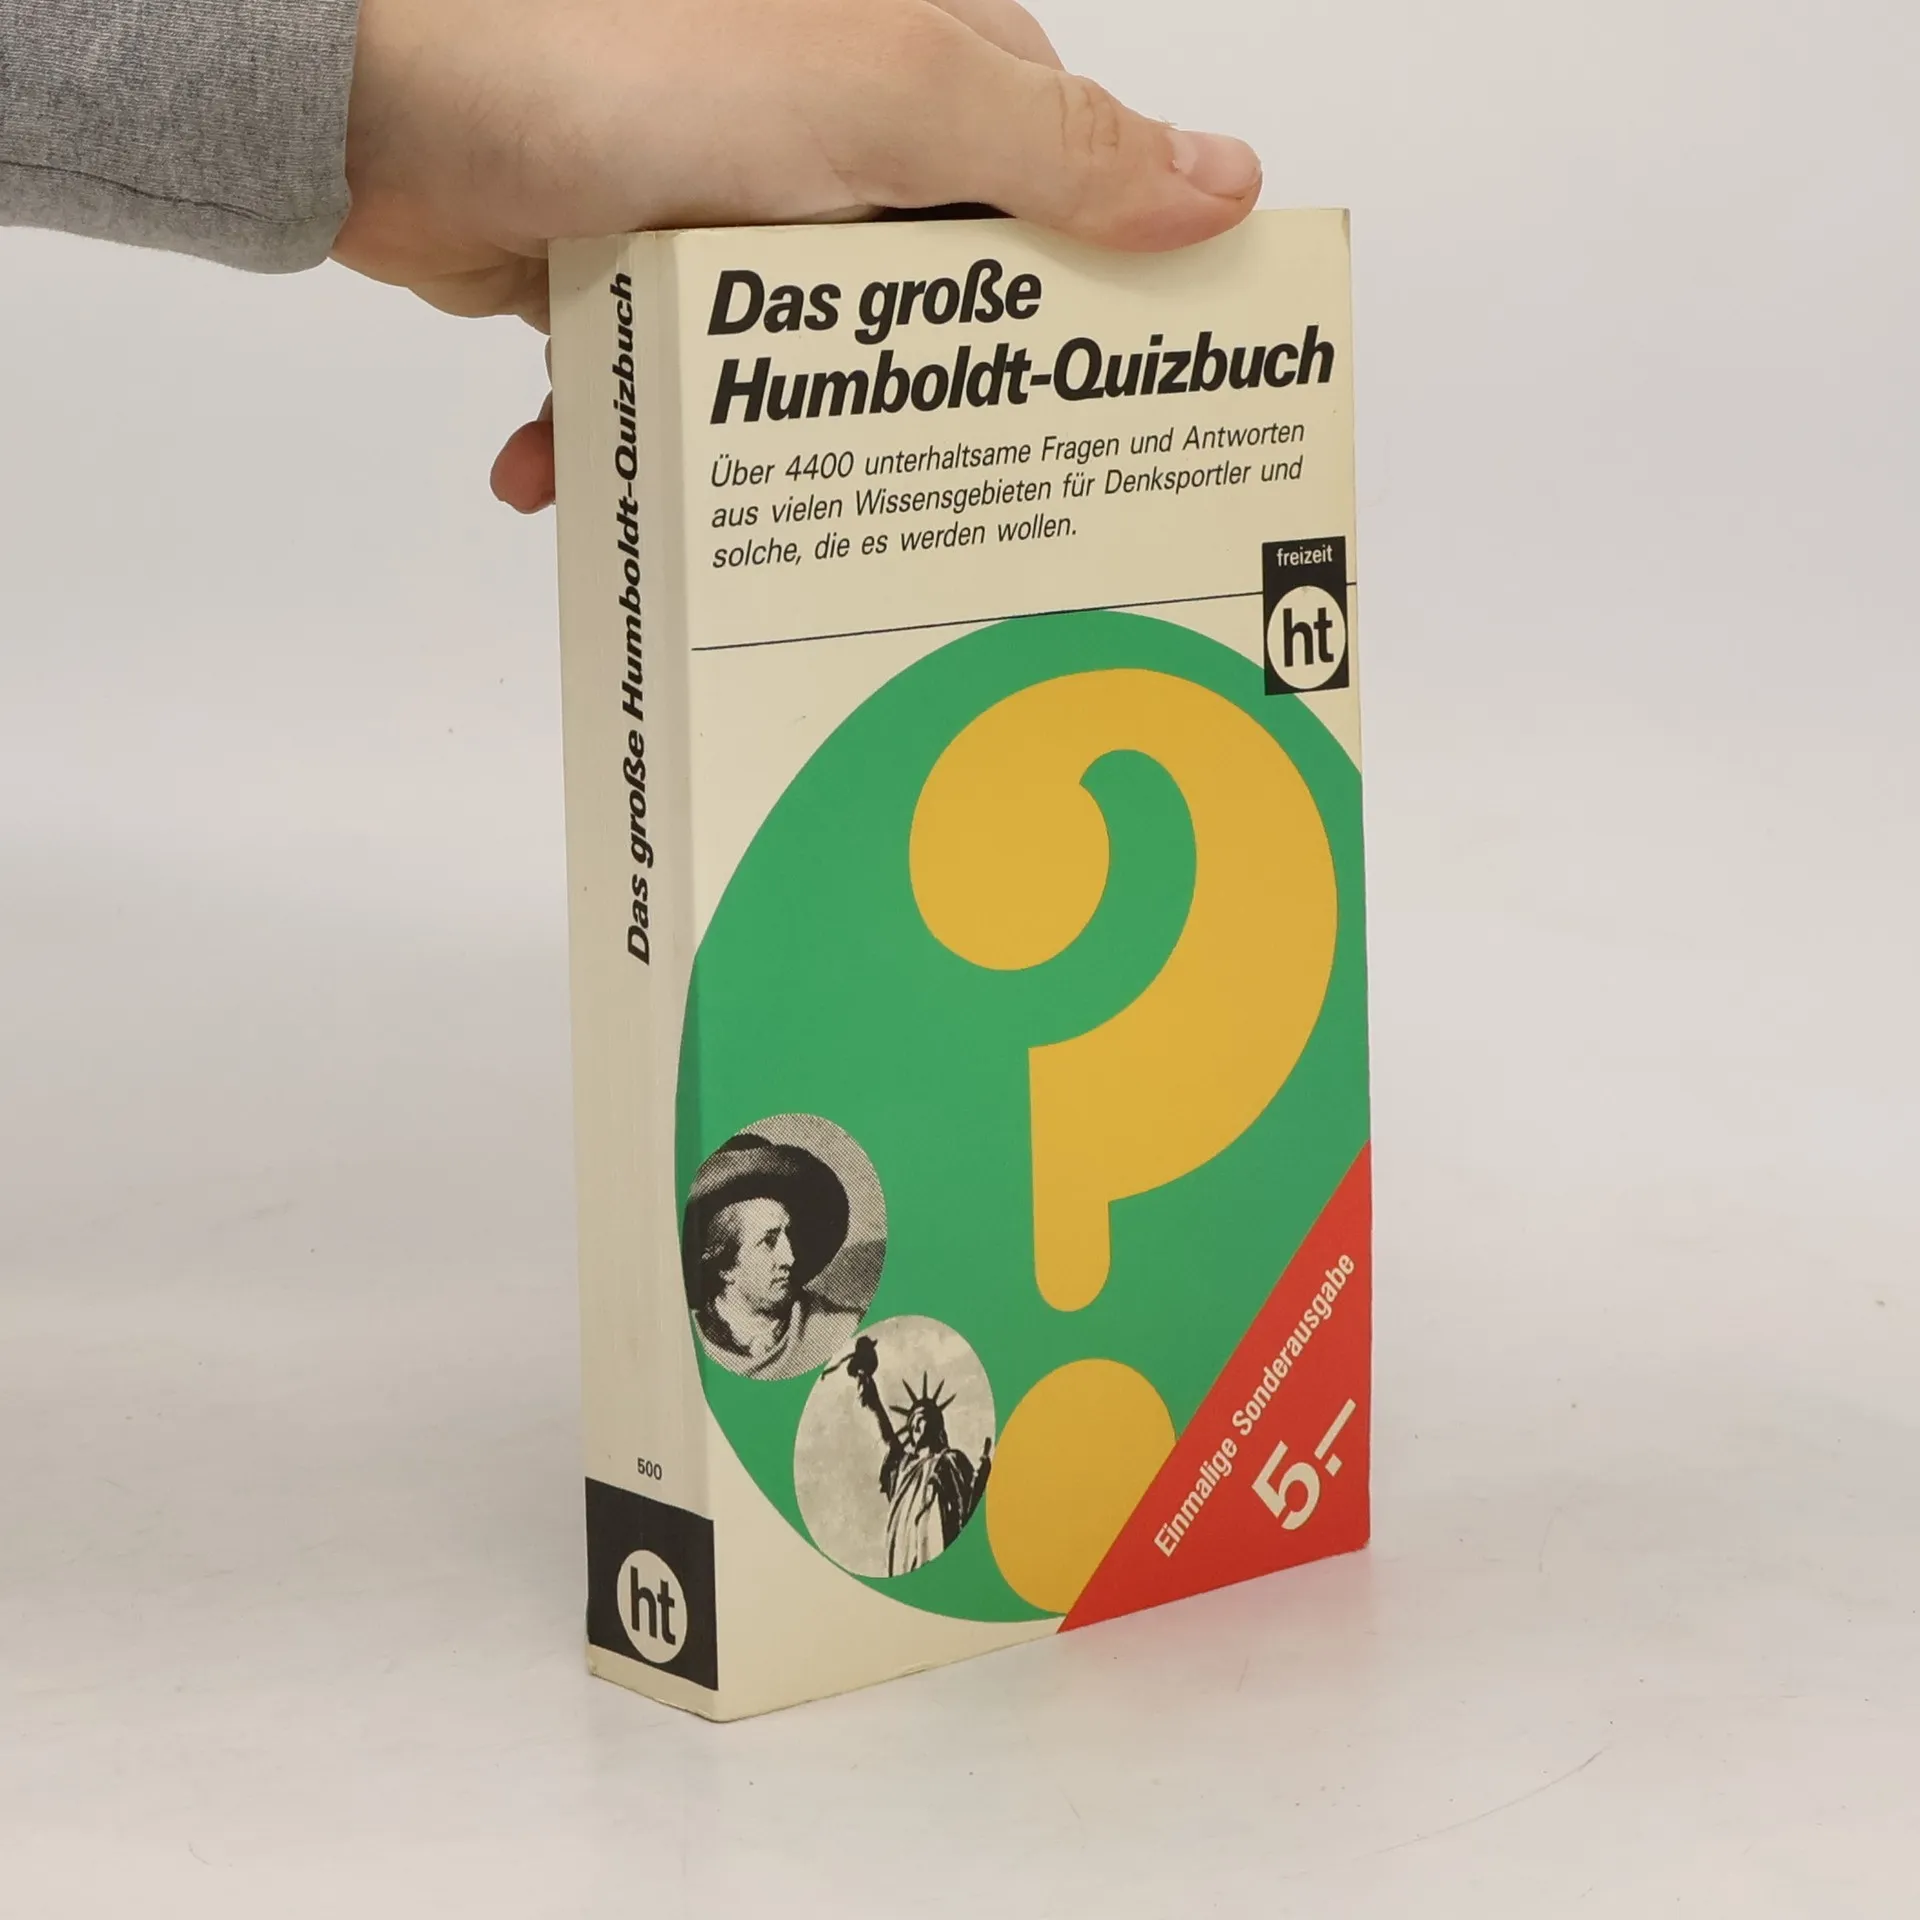 Das große
Humboldt-Quizbuch
Über 4400 unterhaltsame Fragen und Antworten
aus vielen Wissensgebieten für Denksportler und
solche, die es werden wollen.
freizeit
ht
Einmalige Sonderausgabe
5.–
Das große Humboldt-Quizbuch
500
ht